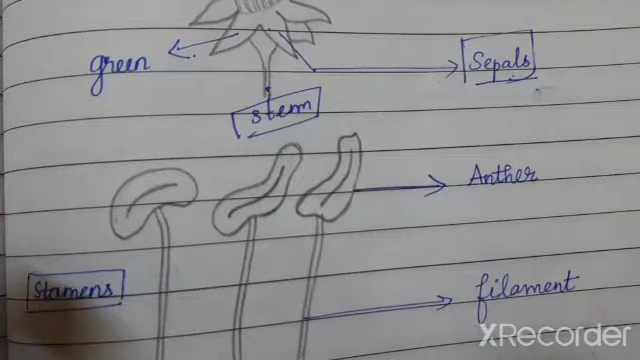 green
Sepals
stem
Anther
Stamens
filament
XRecorder